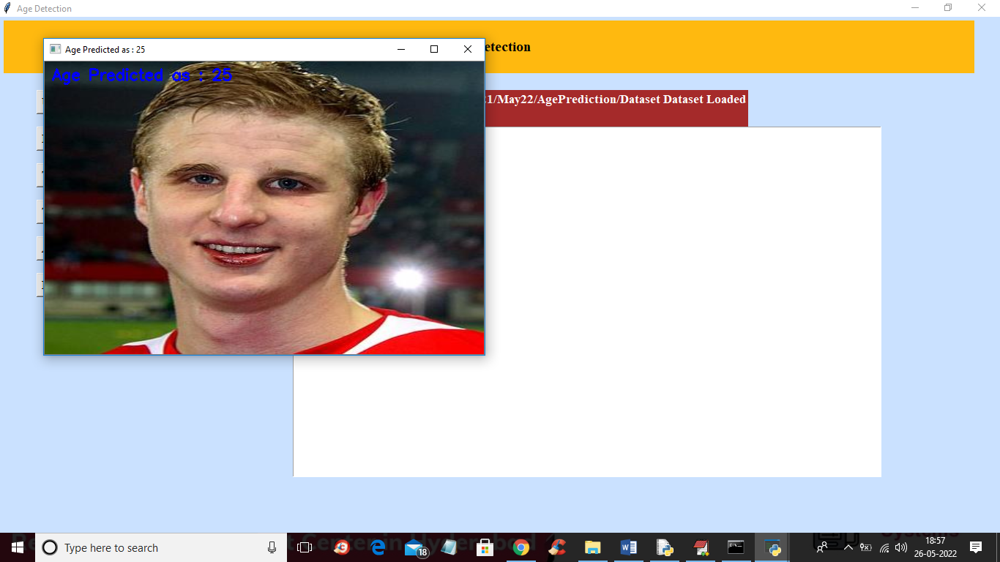 Age Detection
etection
Age Predicted as : 25
Age Predicted as : 25
1/May22/AgePrediction/Dataset Dataset Loaded
Type here to search
18
18:57
26-05-2022